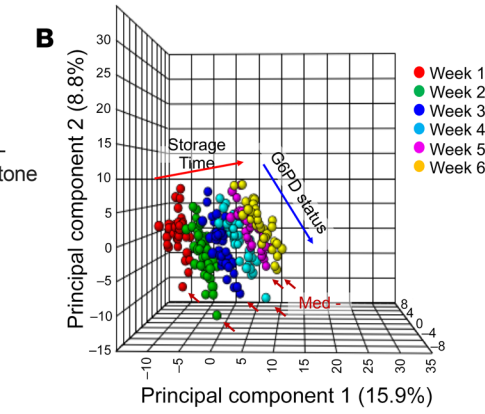 B
tone
Principal component 2 (8.8%)
30
25
20
15
10
5
0
−5
−10
−15
Storage
Time
G6PD status
Med -
Week 1
Week 2
Week 3
Week 4
Week 5
Week 6
8
4
0
−4
−8
−10
−5
0
5
10
15
20
25
30
35
Principal component 1 (15.9%)